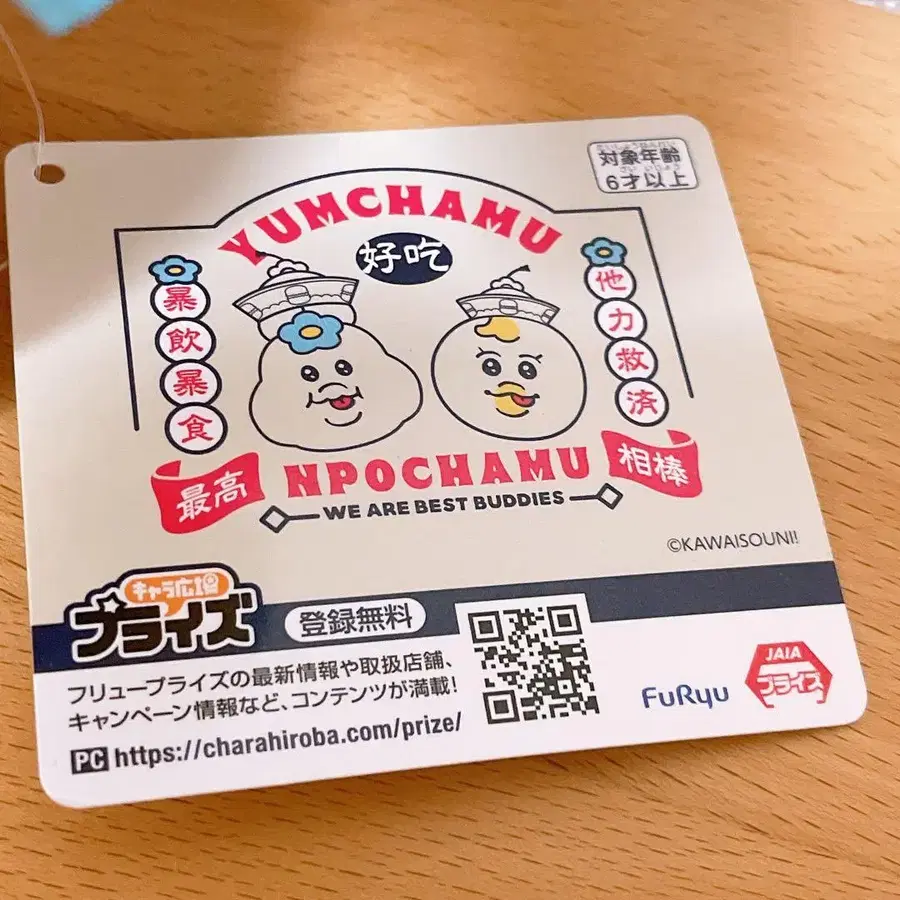 対象年齢
6才以上
YUMCHAMU
好吃
暴飲暴食
他力救済
最高
NPOCHAMU
相棒
WE ARE BEST BUDDIES
©KAWAISOUNI!
キャラ広場
プライズ
登録無料
フリュープライズの最新情報や取扱店舗、
キャンペーン情報など、コンテンツが満載!
PC https://charahiroba.com/prize/
FuRyu
JAIA
プライズ